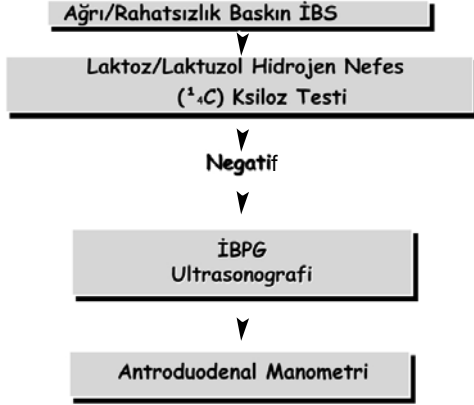 Ağrı/Rahatsızlık Baskın İBS
Laktoz/Laktuzol Hidrojen Nefes
(¹₄C) Ksiloz Testi
Negatif
İBPG
Ultrasonografi
Antroduodenal Manometri